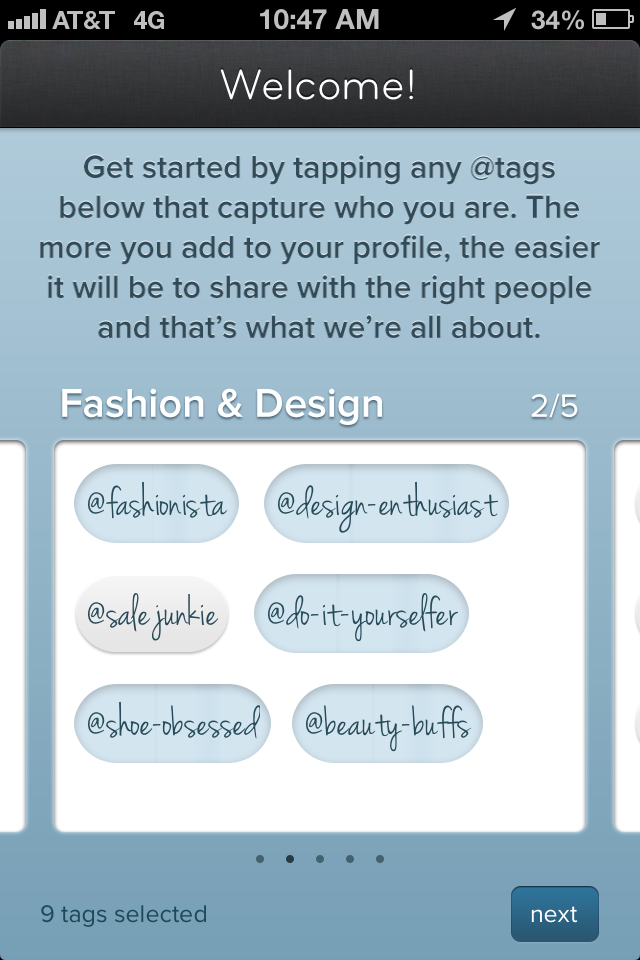 AT&T 4G 10:47 AM 34%
Welcome!
Get started by tapping any @tags
below that capture who you are. The
more you add to your profile, the easier
it will be to share with the right people
and that’s what we’re all about.
Fashion & Design 2/5
@fashionista @design-enthusiast
@sale junkie @do-it-yourselfer
@shoe-obsessed @beauty-buffs
9 tags selected next